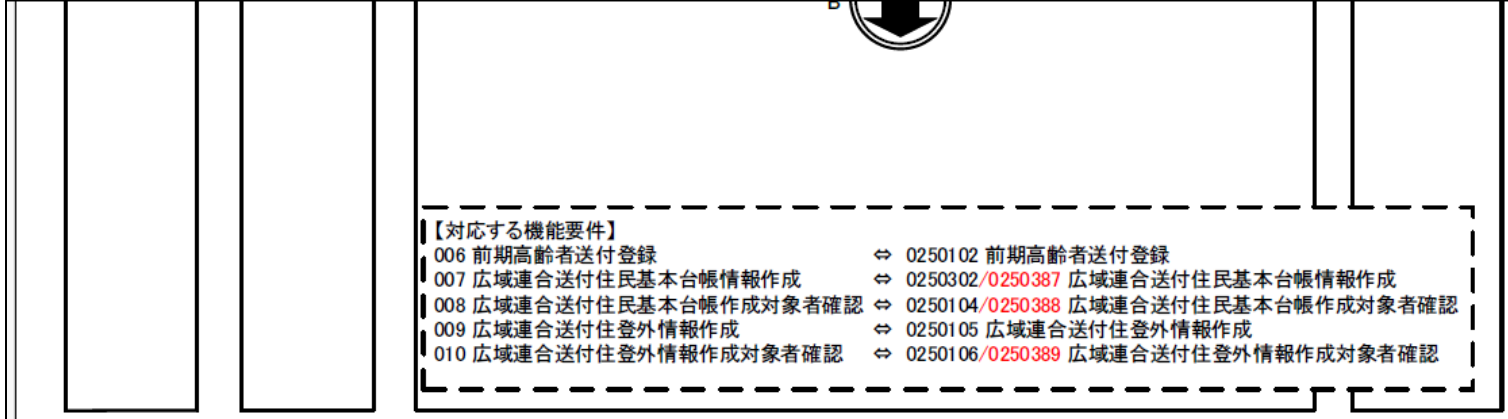 B
【対応する機能要件】
006 前期高齢者送付登録 ⇔ 0250102 前期高齢者送付登録
007 広域連合送付住民基本台帳情報作成 ⇔ 0250302/0250387 広域連合送付住民基本台帳情報作成
008 広域連合送付住民基本台帳作成対象者確認 ⇔ 0250104/0250388 広域連合送付住民基本台帳作成対象者確認
009 広域連合送付住登外情報作成 ⇔ 0250105 広域連合送付住登外情報作成
010 広域連合送付住登外情報作成対象者確認 ⇔ 0250106/0250389 広域連合送付住登外情報作成対象者確認